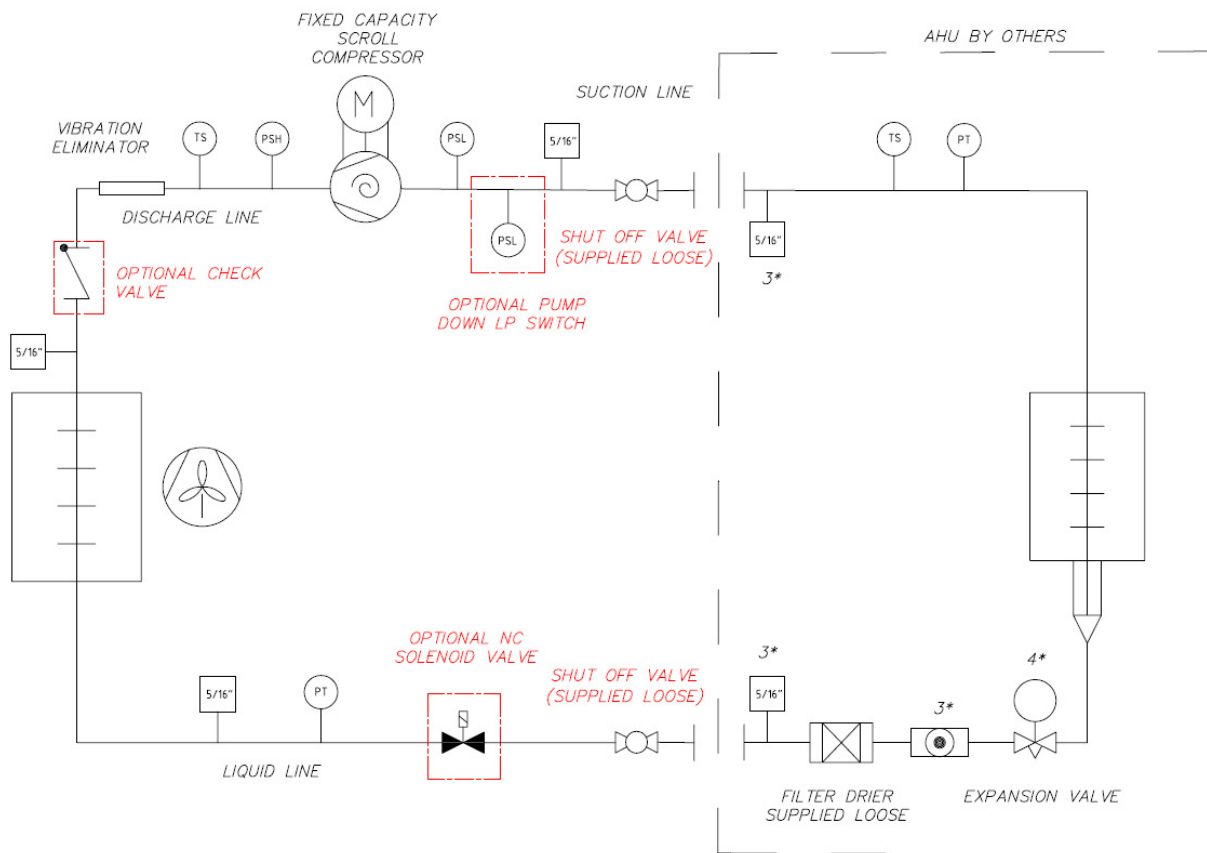 FIXED CAPACITY
SCROLL
COMPRESSOR
AHU BY OTHERS
SUCTION LINE
M
VIBRATION
ELIMINATOR
TS
PSH
PSL
5/16"
TS
PT
DISCHARGE LINE
PSL
SHUT OFF VALVE
(SUPPLIED LOOSE)
5/16"
3*
OPTIONAL CHECK
VALVE
OPTIONAL PUMP
DOWN LP SWITCH
5/16"
OPTIONAL NC
SOLENOID VALVE
SHUT OFF VALVE
(SUPPLIED LOOSE)
5/16"
PT
3*
5/16"
3*
4*
LIQUID LINE
FILTER DRIER
SUPPLIED LOOSE
EXPANSION VALVE